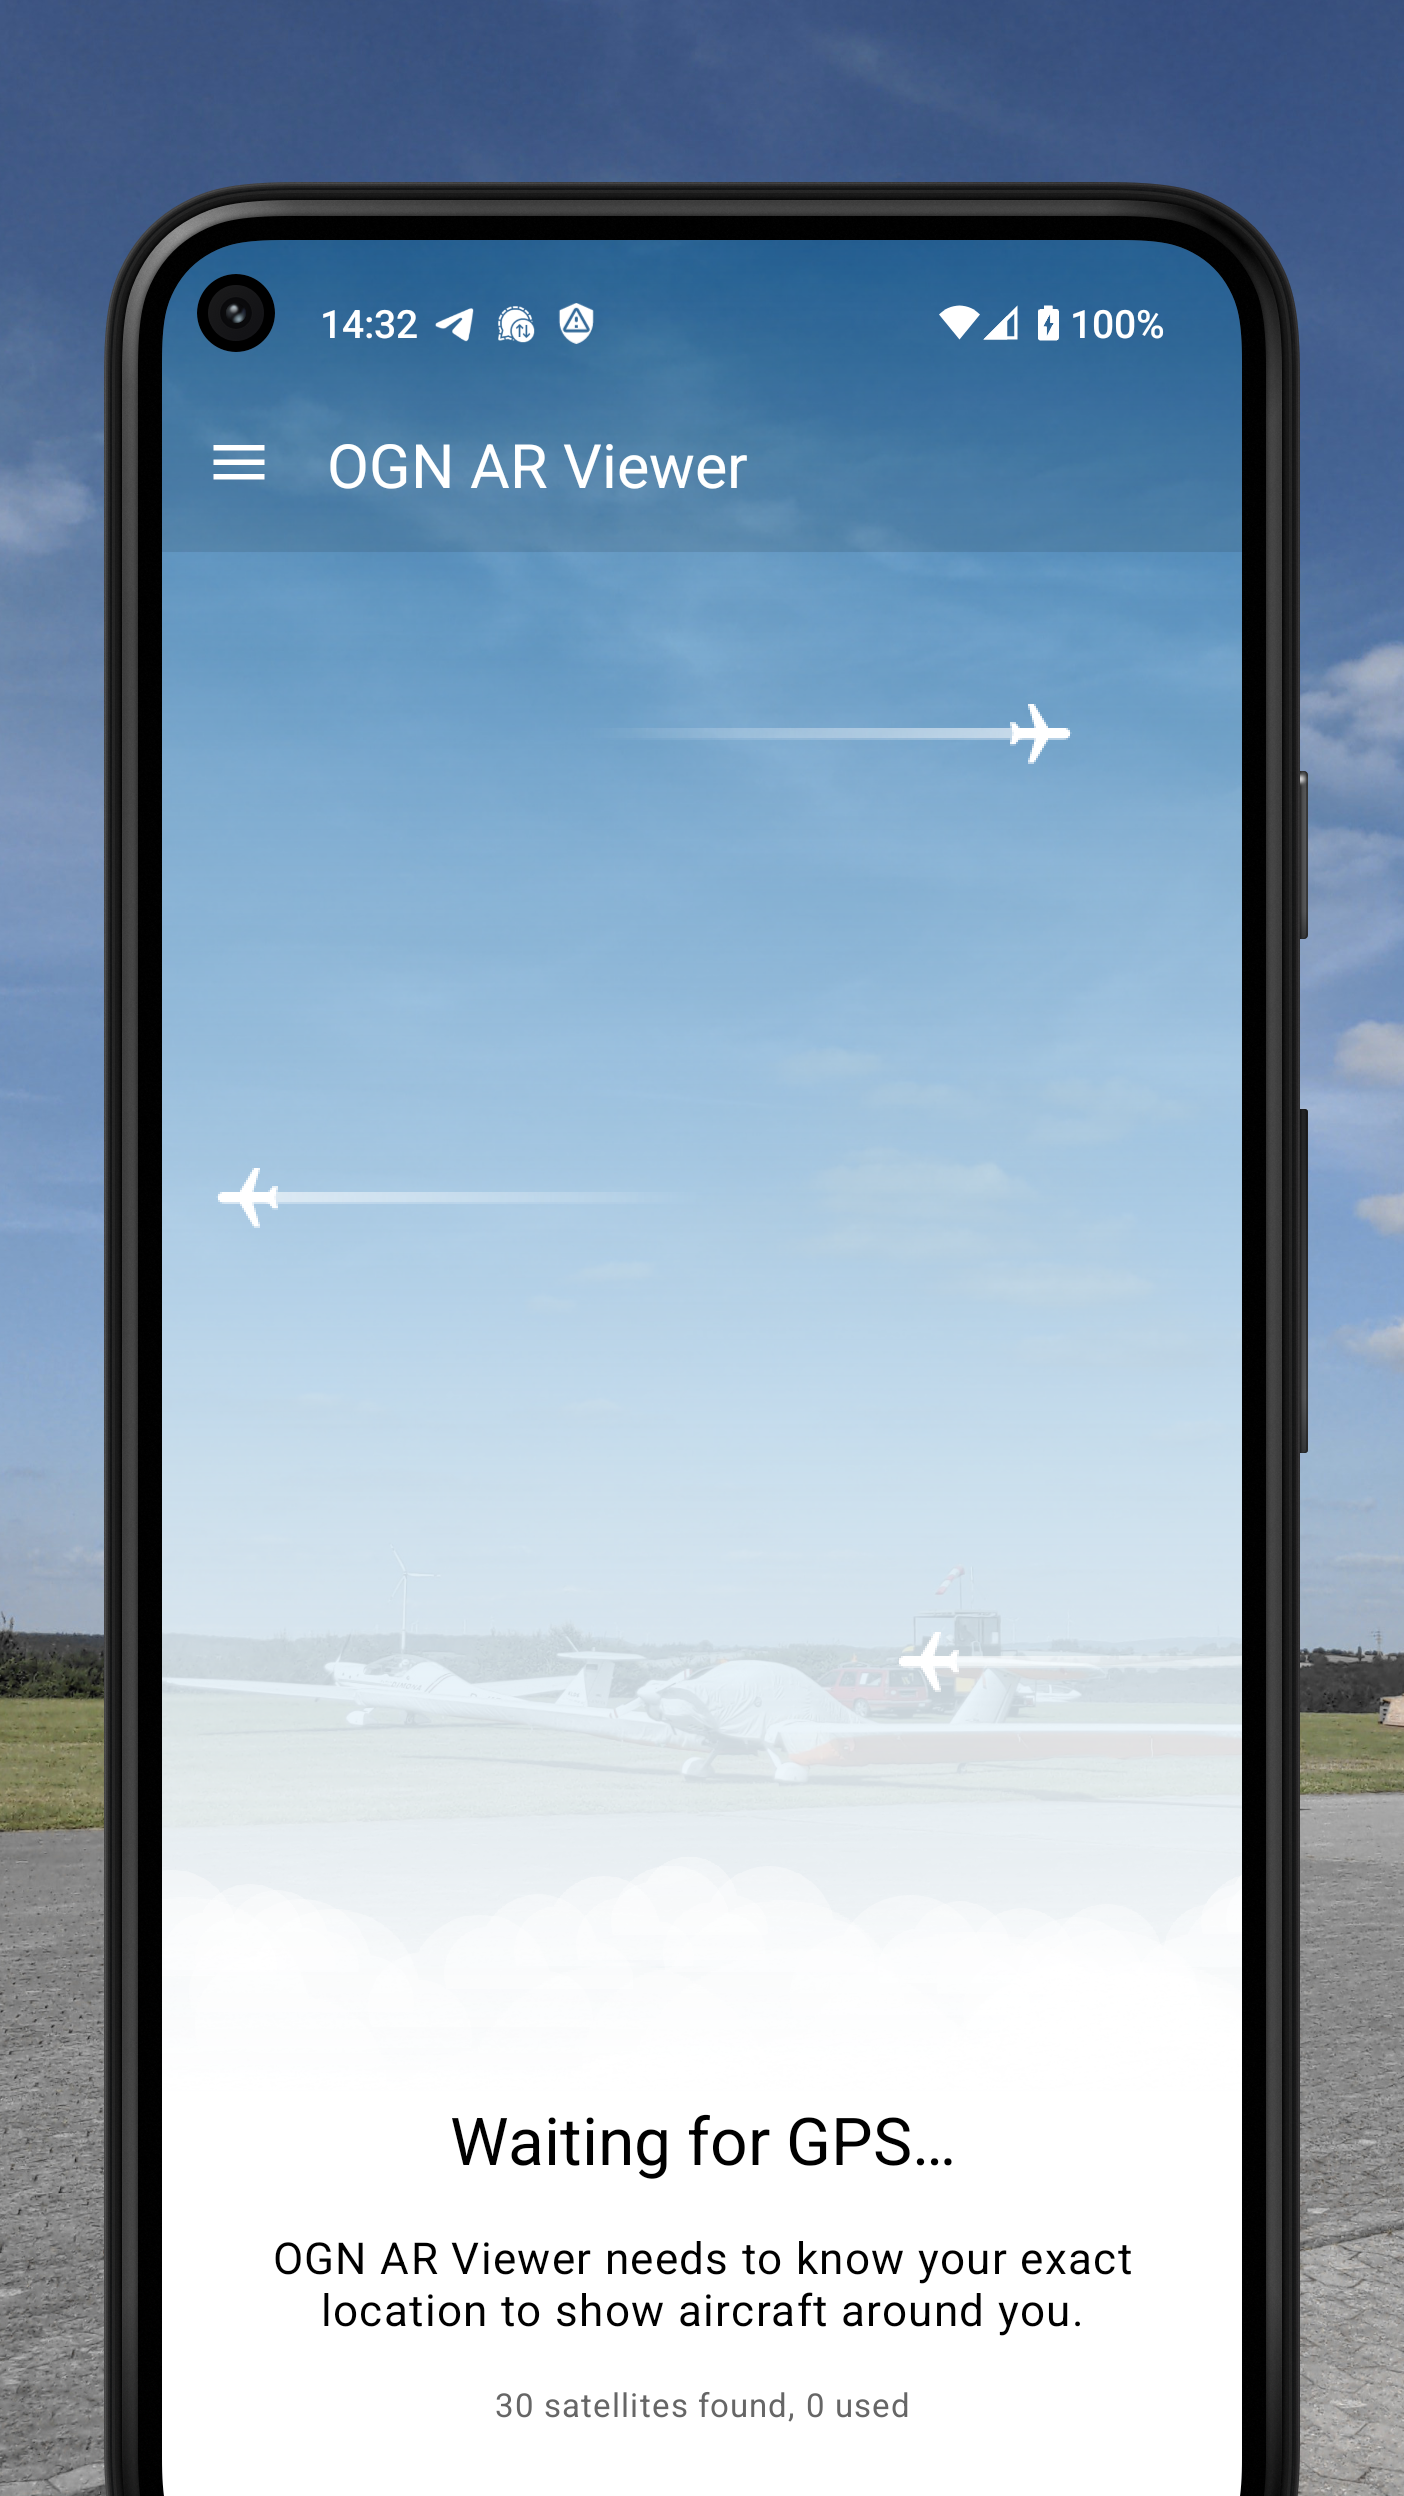 14:32
100%
OGN AR Viewer
Waiting for GPS…
OGN AR Viewer needs to know your exact
location to show aircraft around you.
30 satellites found, 0 used